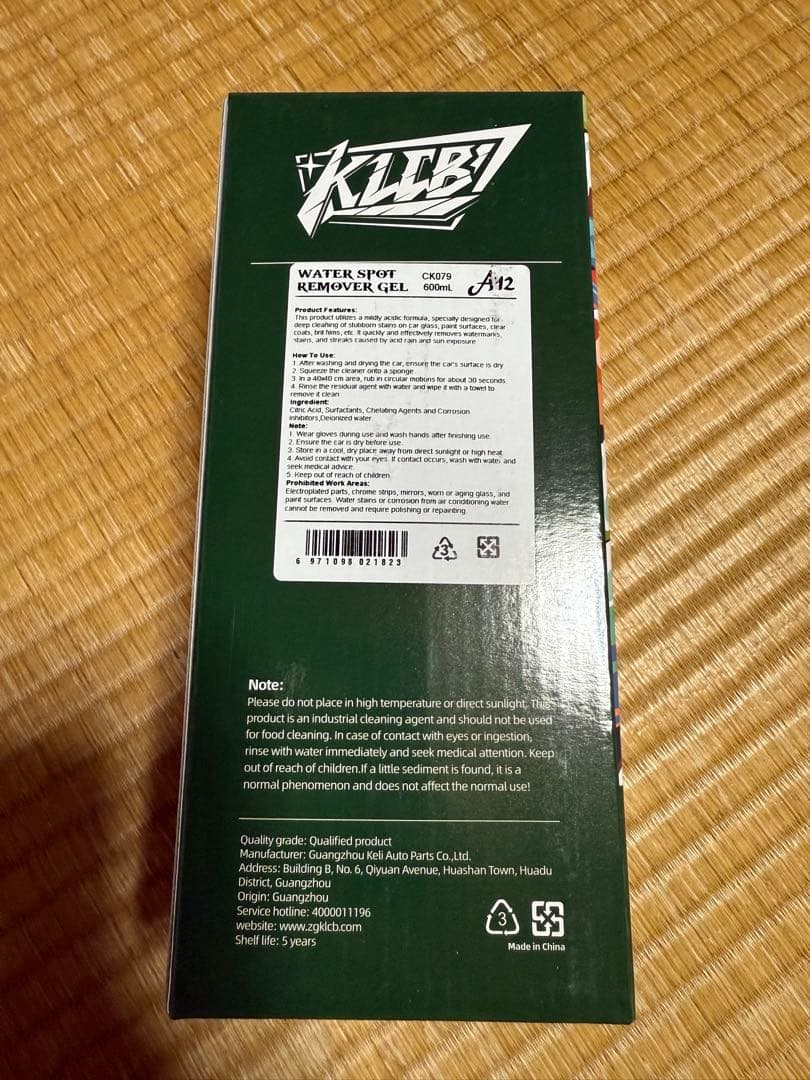 KLCB
WATER SPOT
REMOVER GEL
CK079
600mL
A12
Product Features:
This product utilizes a mildly acidic formula, specially designed for
deep cleaning of stubborn stains on car glass, paint surfaces, clear
coats, tint films, etc. It quickly and effectively removes watermarks,
stains, and streaks caused by acid rain and sun exposure
How To Use:
1. After washing and drying the car, ensure the car's surface is dry
2. Squeeze the cleaner onto a sponge.
3. In a 40x40 cm area, rub in circular motions for about 30 seconds.
4. Rinse the residual agent with water and wipe it with a towel to
remove it clean
Ingredient:
Citric Acid, Surfactants, Chelating Agents and Corrosion
Inhibitors,Deionized water
Note:
1. Wear gloves during use and wash hands after finishing use.
2. Ensure the car is dry before use.
3. Store in a cool, dry place away from direct sunlight or high heat
4. Avoid contact with your eyes. If contact occurs, wash with water and
seek medical advice.
5. Keep out of reach of children
Prohibited Work Areas:
Electroplated parts, chrome strips, mirrors, worn or aging glass, and
paint surfaces. Water stains or corrosion from air conditioning water
cannot be removed and require polishing or repainting.
6 971098 021823
3
Note:
Please do not place in high temperature or direct sunlight. This
product is an industrial cleaning agent and should not be used
for food cleaning. In case of contact with eyes or ingestion,
rinse with water immediately and seek medical attention. Keep
out of reach of children.If a little sediment is found, it is a
normal phenomenon and does not affect the normal use!
Quality grade: Qualified product
Manufacturer: Guangzhou Keli Auto Parts Co.,Ltd.
Address: Building B, No. 6, Qiyuan Avenue, Huashan Town, Huadu
District, Guangzhou
Origin: Guangzhou
Service hotline: 4000011196
website: www.zgklcb.com
Shelf life: 5 years
3
Made in China